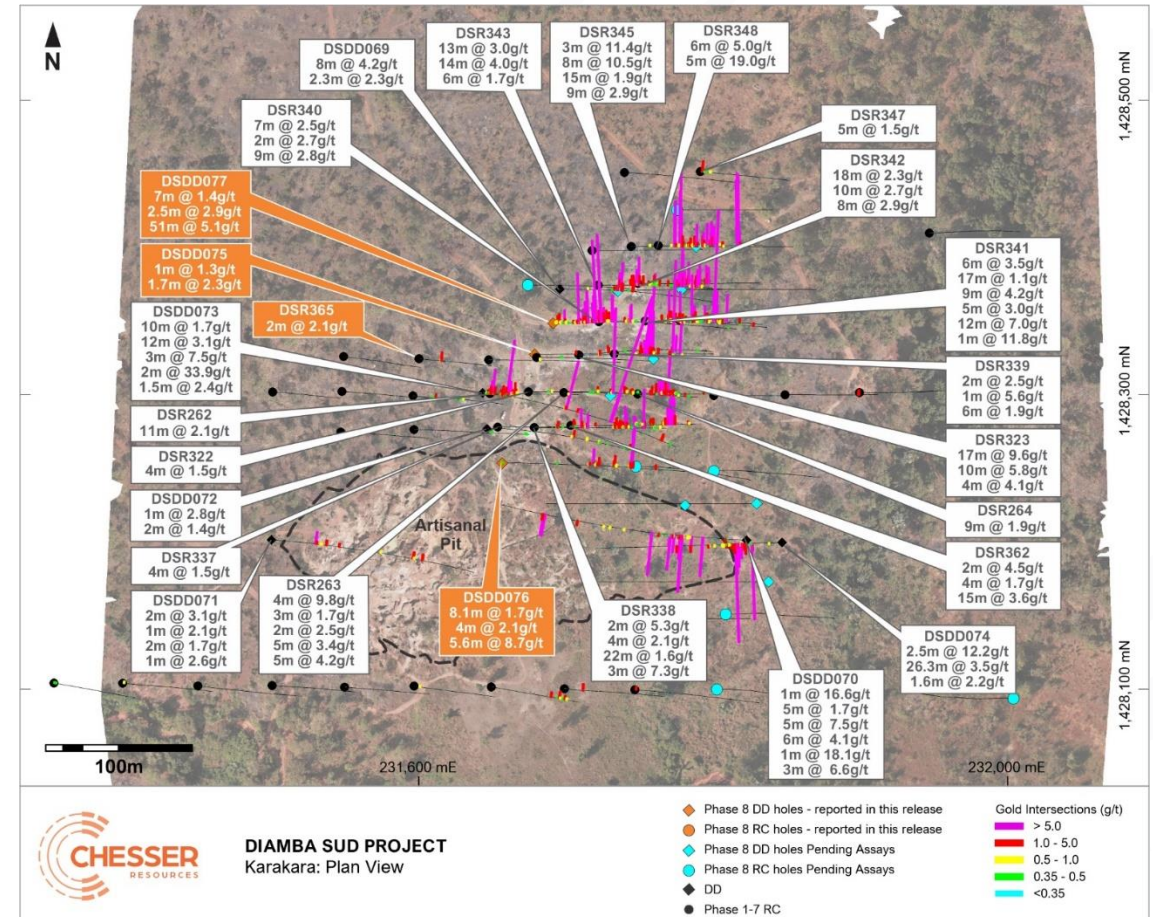 N
DSDD069
8m @ 4.2g/t
2.3m @ 2.3g/t
DSR343
13m @ 3.0g/t
14m @ 4.0g/t
6m @ 1.7g/t
DSR345
3m @ 11.4g/t
8m @ 10.5g/t
15m @ 1.9g/t
9m @ 2.9g/t
DSR348
6m @ 5.0g/t
5m @ 19.0g/t
DSR340
7m @ 2.5g/t
2m @ 2.7g/t
9m @ 2.8g/t
DSR347
5m @ 1.5g/t
DSR342
18m @ 2.3g/t
10m @ 2.7g/t
8m @ 2.9g/t
DSDD077
7m @ 1.4g/t
2.5m @ 2.9g/t
51m @ 5.1g/t
DSDD075
1m @ 1.3g/t
1.7m @ 2.3g/t
DSR365
2m @ 2.1g/t
DSR341
6m @ 3.5g/t
17m @ 1.1g/t
9m @ 4.2g/t
5m @ 3.0g/t
12m @ 7.0g/t
1m @ 11.8g/t
DSDD073
10m @ 1.7g/t
12m @ 3.1g/t
3m @ 7.5g/t
2m @ 33.9g/t
1.5m @ 2.4g/t
DSR339
2m @ 2.5g/t
1m @ 5.6g/t
6m @ 1.9g/t
DSR262
11m @ 2.1g/t
DSR323
17m @ 9.6g/t
10m @ 5.8g/t
4m @ 4.1g/t
DSR322
4m @ 1.5g/t
DSDD072
1m @ 2.8g/t
2m @ 1.4g/t
DSR264
9m @ 1.9g/t
DSR337
4m @ 1.5g/t
DSR362
2m @ 4.5g/t
4m @ 1.7g/t
15m @ 3.6g/t
Artisanal
Pit
DSDD071
2m @ 3.1g/t
1m @ 2.1g/t
2m @ 1.7g/t
1m @ 2.6g/t
DSR263
4m @ 9.8g/t
3m @ 1.7g/t
2m @ 2.5g/t
5m @ 3.4g/t
5m @ 4.2g/t
DSDD076
8.1m @ 1.7g/t
4m @ 2.1g/t
5.6m @ 8.7g/t
DSR338
2m @ 5.3g/t
4m @ 2.1g/t
22m @ 1.6g/t
3m @ 7.3g/t
DSDD074
2.5m @ 12.2g/t
26.3m @ 3.5g/t
1.6m @ 2.2g/t
DSDD070
1m @ 16.6g/t
5m @ 1.7g/t
5m @ 7.5g/t
6m @ 4.1g/t
1m @ 18.1g/t
3m @ 6.6g/t
1,428,500 mN
1,428,300 mN
1,428,100 mN
100m
231,600 mE
232,000 mE
CHESSER
RESOURCES
DIAMBA SUD PROJECT
Karakara: Plan View
Phase 8 DD holes - reported in this release
Phase 8 RC holes - reported in this release
Phase 8 DD holes Pending Assays
Phase 8 RC holes Pending Assays
DD
Phase 1-7 RC
Gold Intersections (g/t)
> 5.0
1.0 - 5.0
0.5 - 1.0
0.35 - 0.5
<0.35